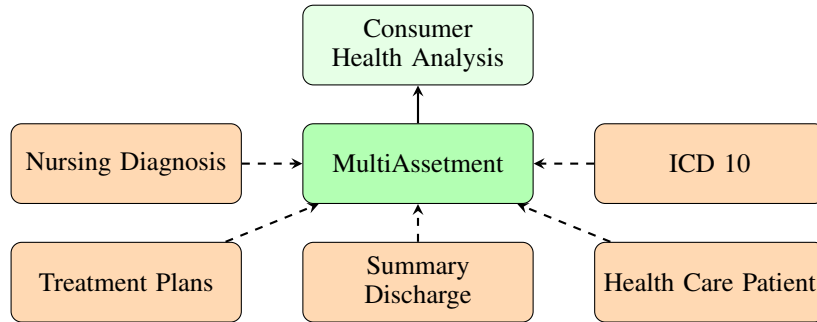 Consumer
Health Analysis
Nursing Diagnosis
MultiAssetment
ICD 10
Treatment Plans
Summary
Discharge
Health Care Patient